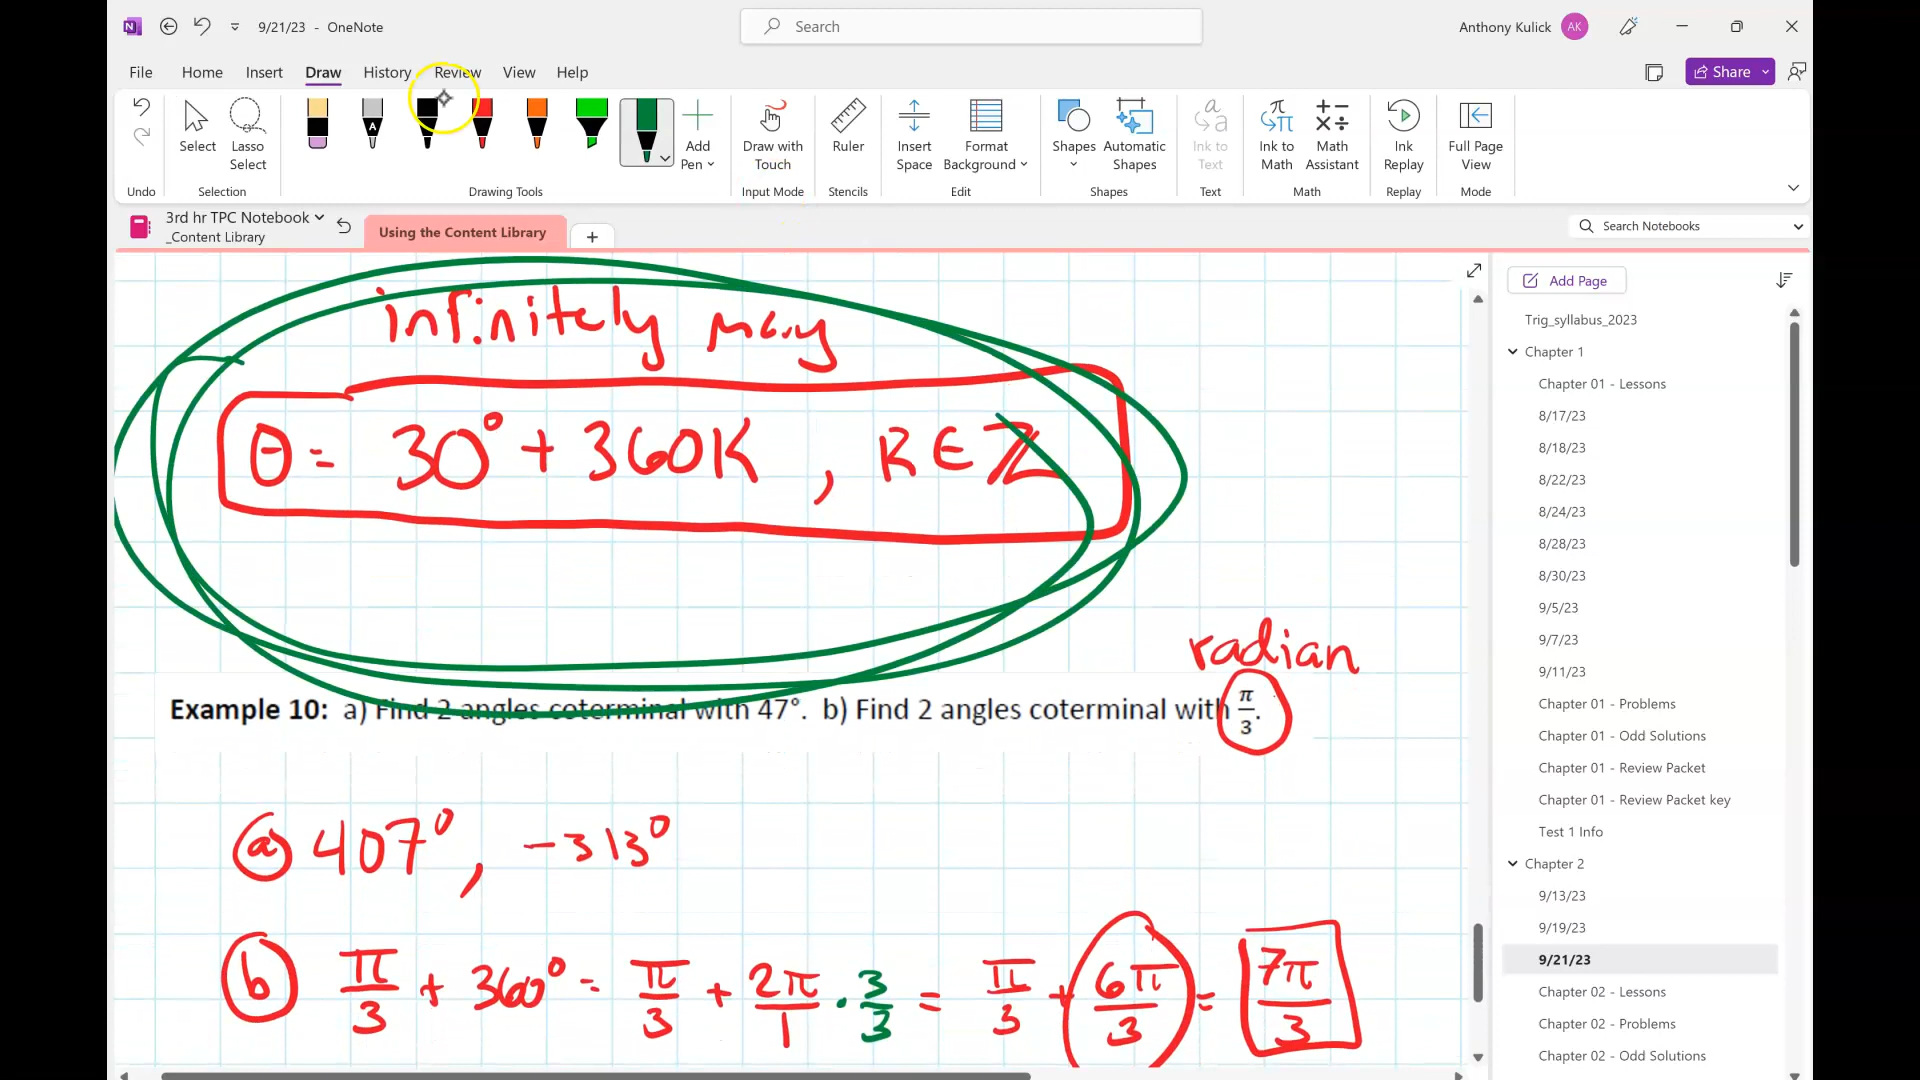 9/21/23 - OneNote
Search
Anthony Kulick AK
File Home Insert Draw History Review View Help
Share
Select
Lasso Select
A
Add Pen
Draw with Touch
Ruler
Insert Space
Format Background
Shapes
Automatic Shapes
Ink to Text
Ink to Math
Math Assistant
Ink Replay
Full Page View
Undo Selection Drawing Tools Input Mode Stencils Edit Shapes Text Math Replay Mode
3rd hr TPC Notebook
_Content Library
Using the Content Library
Search Notebooks
infinitely many
θ = 30° + 360K , K ∈ ℤ
radian
Example 10: a) Find 2 angles coterminal with 47°. b) Find 2 angles coterminal with π/3.
a) 407° , -313°
b) π/3 + 360° = π/3 + 2π/1 · 3/3 = π/3 + 6π/3 = 7π/3
Add Page
Trig_syllabus_2023
Chapter 1
Chapter 01 - Lessons
8/17/23
8/18/23
8/22/23
8/24/23
8/28/23
8/30/23
9/5/23
9/7/23
9/11/23
Chapter 01 - Problems
Chapter 01 - Odd Solutions
Chapter 01 - Review Packet
Chapter 01 - Review Packet key
Test 1 Info
Chapter 2
9/13/23
9/19/23
9/21/23
Chapter 02 - Lessons
Chapter 02 - Problems
Chapter 02 - Odd Solutions